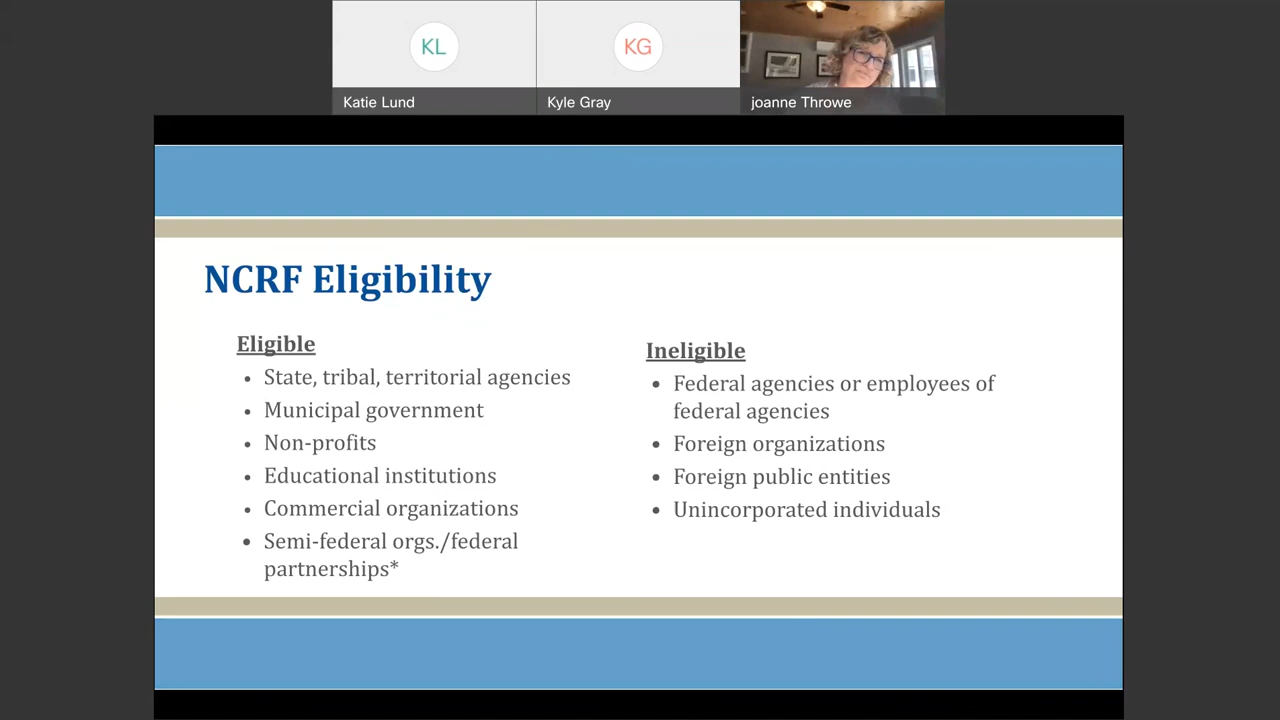 KL
KG
Katie Lund
Kyle Gray
joanne Throwe
NCRF Eligibility
Eligible
• State, tribal, territorial agencies
• Municipal government
• Non-profits
• Educational institutions
• Commercial organizations
• Semi-federal orgs./federal
partnerships*
Ineligible
• Federal agencies or employees of
federal agencies
• Foreign organizations
• Foreign public entities
• Unincorporated individuals